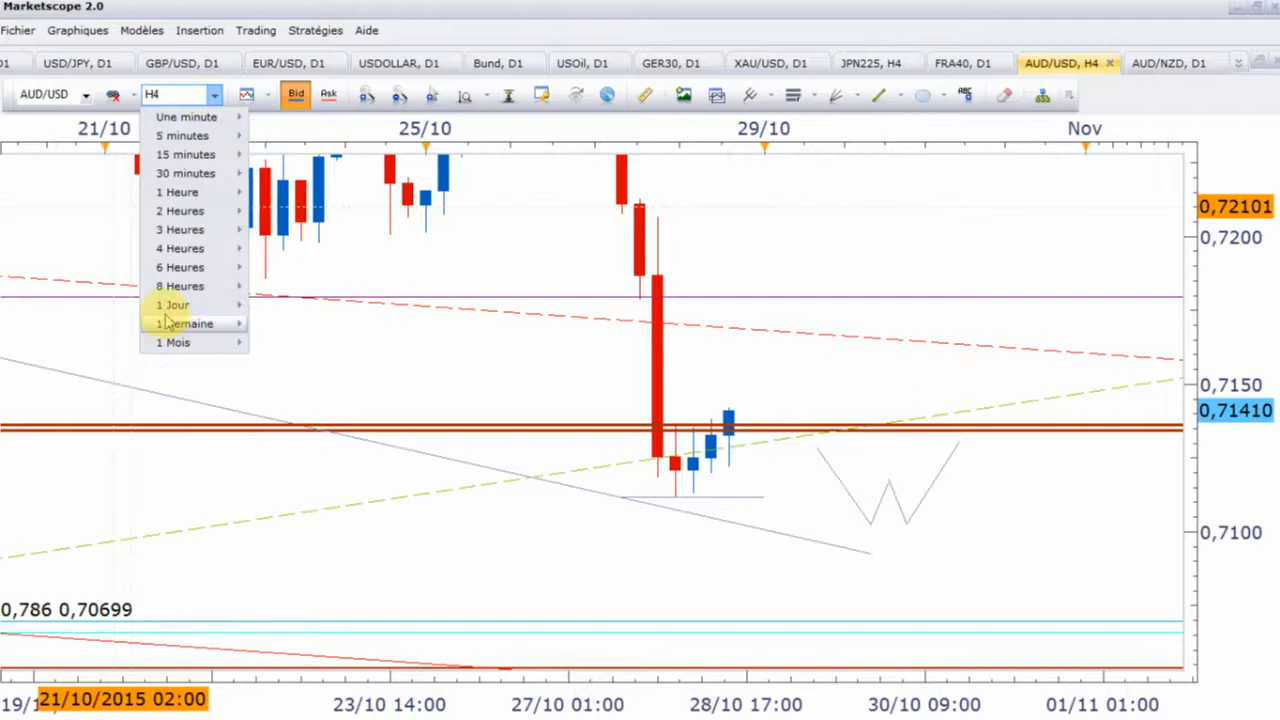 Marketscope 2.0
Fichier Graphiques Modèles Insertion Trading Stratégies Aide
D1 USD/JPY, D1 GBP/USD, D1 EUR/USD, D1 USDOLLAR, D1 Bund, D1 USOil, D1 GER30, D1 XAU/USD, D1 JPN225, H4 FRA40, D1 AUD/USD, H4 AUD/NZD, D1
AUD/USD H4 Bid Ask ABC
21/10 25/10 29/10 Nov
Une minute
5 minutes
15 minutes
30 minutes
1 Heure
2 Heures
3 Heures
4 Heures
6 Heures
8 Heures
1 Jour
1 Semaine
1 Mois
0,72101
0,7200
0,7150
0,71410
0,7100
0,786 0,70699
19/1 21/10/2015 02:00 23/10 14:00 27/10 01:00 28/10 17:00 30/10 09:00 01/11 01:00